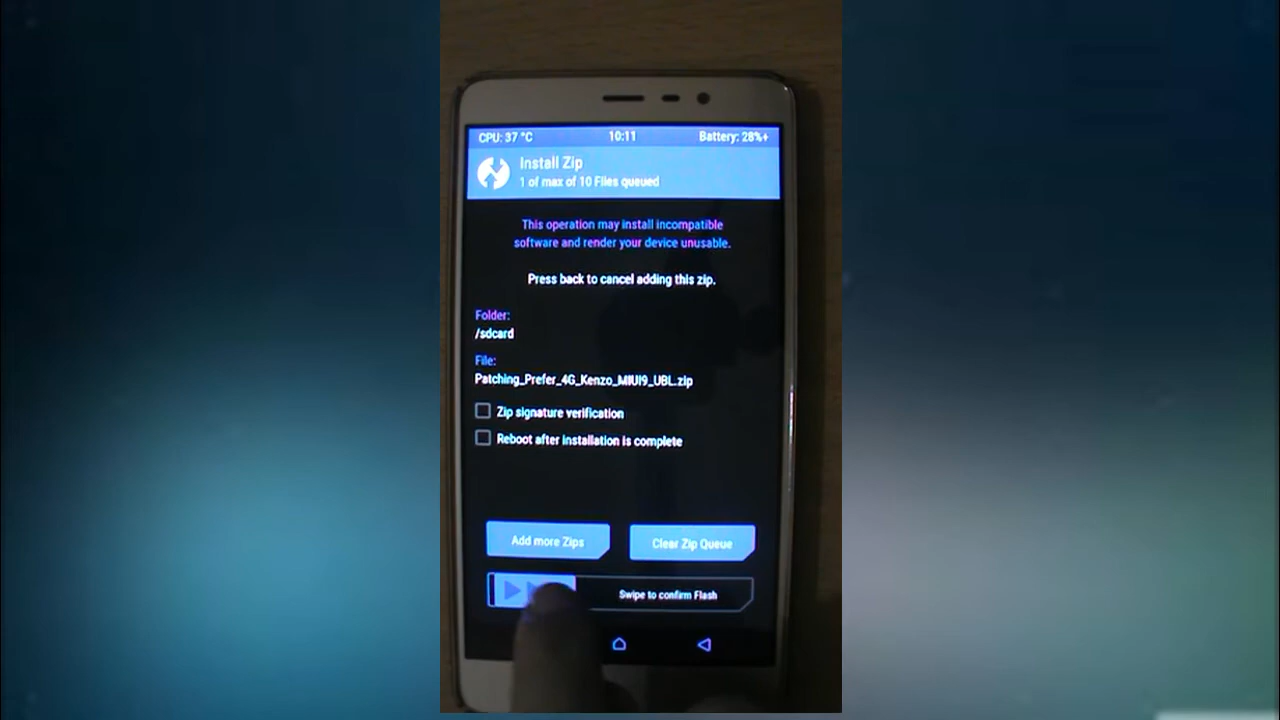 CPU: 37 °C 10:11 Battery: 28%+
Install Zip
1 of max of 10 Files queued
This operation may install incompatible
software and render your device unusable.
Press back to cancel adding this zip.
Folder:
/sdcard
File:
Patching_Prefer_4G_Kenzo_MIUI9_UBL.zip
Zip signature verification
Reboot after installation is complete
Add more Zips
Clear Zip Queue
Swipe to confirm Flash